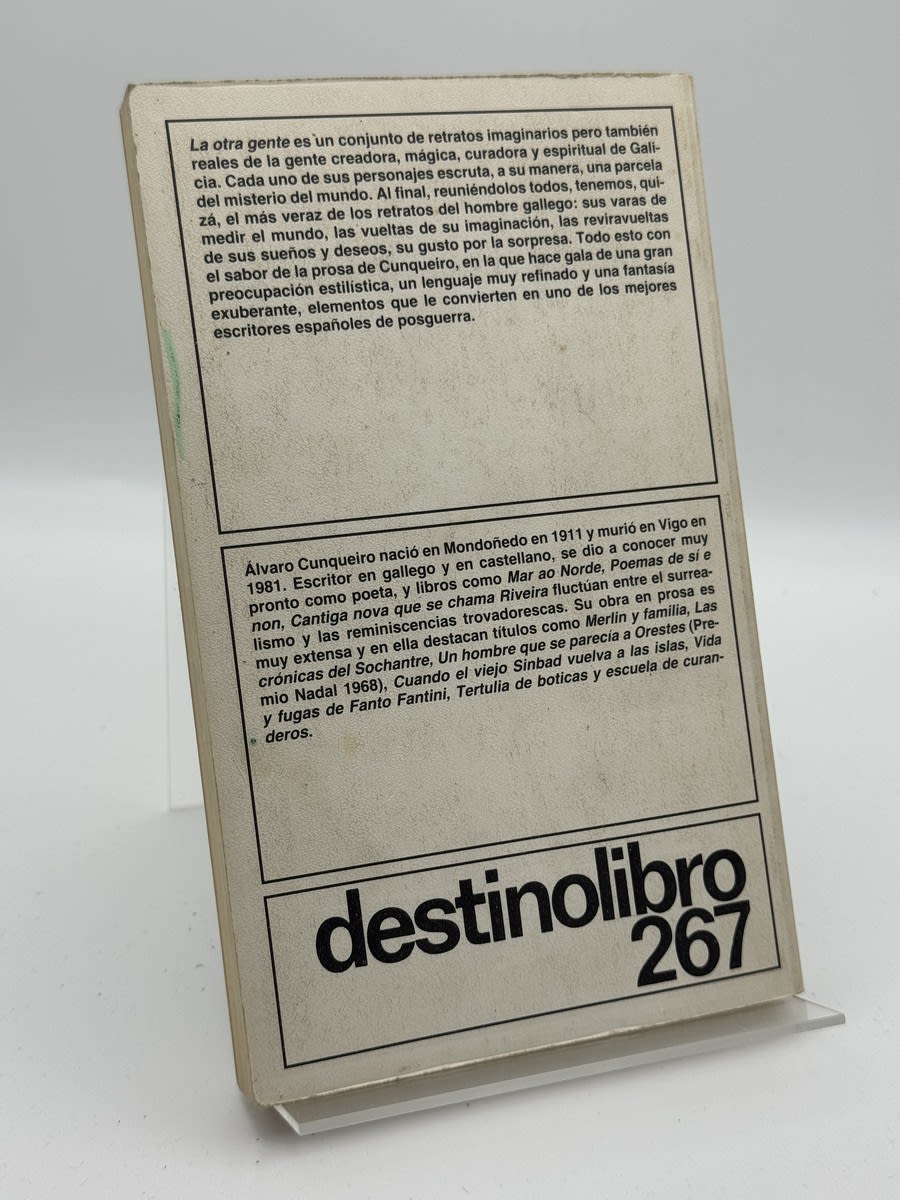 La otra gente es un conjunto de retratos imaginarios pero también
reales de la gente creadora, mágica, curadora y espiritual de Gali-
cia. Cada uno de sus personajes escruta, a su manera, una parcela
del misterio del mundo. Al final, reuniéndolos todos, tenemos, qui-
zá, el más veraz de los retratos del hombre gallego: sus varas de
medir el mundo, las vueltas de su imaginación, las reviravueltas
de sus sueños y deseos, su gusto por la sorpresa. Todo esto con
el sabor de la prosa de Cunqueiro, en la que hace gala de una gran
preocupación estilística, un lenguaje muy refinado y una fantasía
exuberante, elementos que le convierten en uno de los mejores
escritores españoles de posguerra.
Álvaro Cunqueiro nació en Mondoñedo en 1911 y murió en Vigo en
1981. Escritor en gallego y en castellano, se dio a conocer muy
pronto como poeta, y libros como Mar ao Norde, Poemas de sí e
non, Cantiga nova que se chama Riveira fluctúan entre el surrea-
lismo y las reminiscencias trovadorescas. Su obra en prosa es
muy extensa y en ella destacan títulos como Merlin y familia, Las
crónicas del Sochantre, Un hombre que se parecía a Orestes (Pre-
mio Nadal 1968), Cuando el viejo Sinbad vuelva a las islas, Vida
y fugas de Fanto Fantini, Tertulia de boticas y escuela de curan-
deros.
destinolibro
267